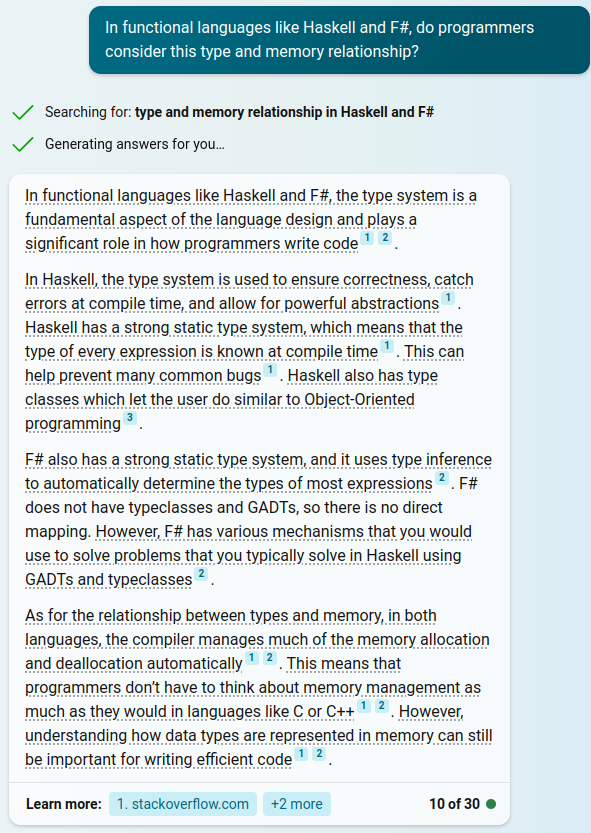 In functional languages like Haskell and F#, do programmers
consider this type and memory relationship?
Searching for: type and memory relationship in Haskell and F#
Generating answers for you…
In functional languages like Haskell and F#, the type system is a
fundamental aspect of the language design and plays a
significant role in how programmers write code 1 2 .
In Haskell, the type system is used to ensure correctness, catch
errors at compile time, and allow for powerful abstractions 1 .
Haskell has a strong static type system, which means that the
type of every expression is known at compile time 1 . This can
help prevent many common bugs 1 . Haskell also has type
classes which let the user do similar to Object-Oriented
programming 3 .
F# also has a strong static type system, and it uses type inference
to automatically determine the types of most expressions 2 . F#
does not have typeclasses and GADTs, so there is no direct
mapping. However, F# has various mechanisms that you would
use to solve problems that you typically solve in Haskell using
GADTs and typeclasses 2 .
As for the relationship between types and memory, in both
languages, the compiler manages much of the memory allocation
and deallocation automatically 1 2 . This means that
programmers don’t have to think about memory management as
much as they would in languages like C or C++ 1 2 . However,
understanding how data types are represented in memory can still
be important for writing efficient code 1 2 .
Learn more: 1. stackoverflow.com +2 more 10 of 30